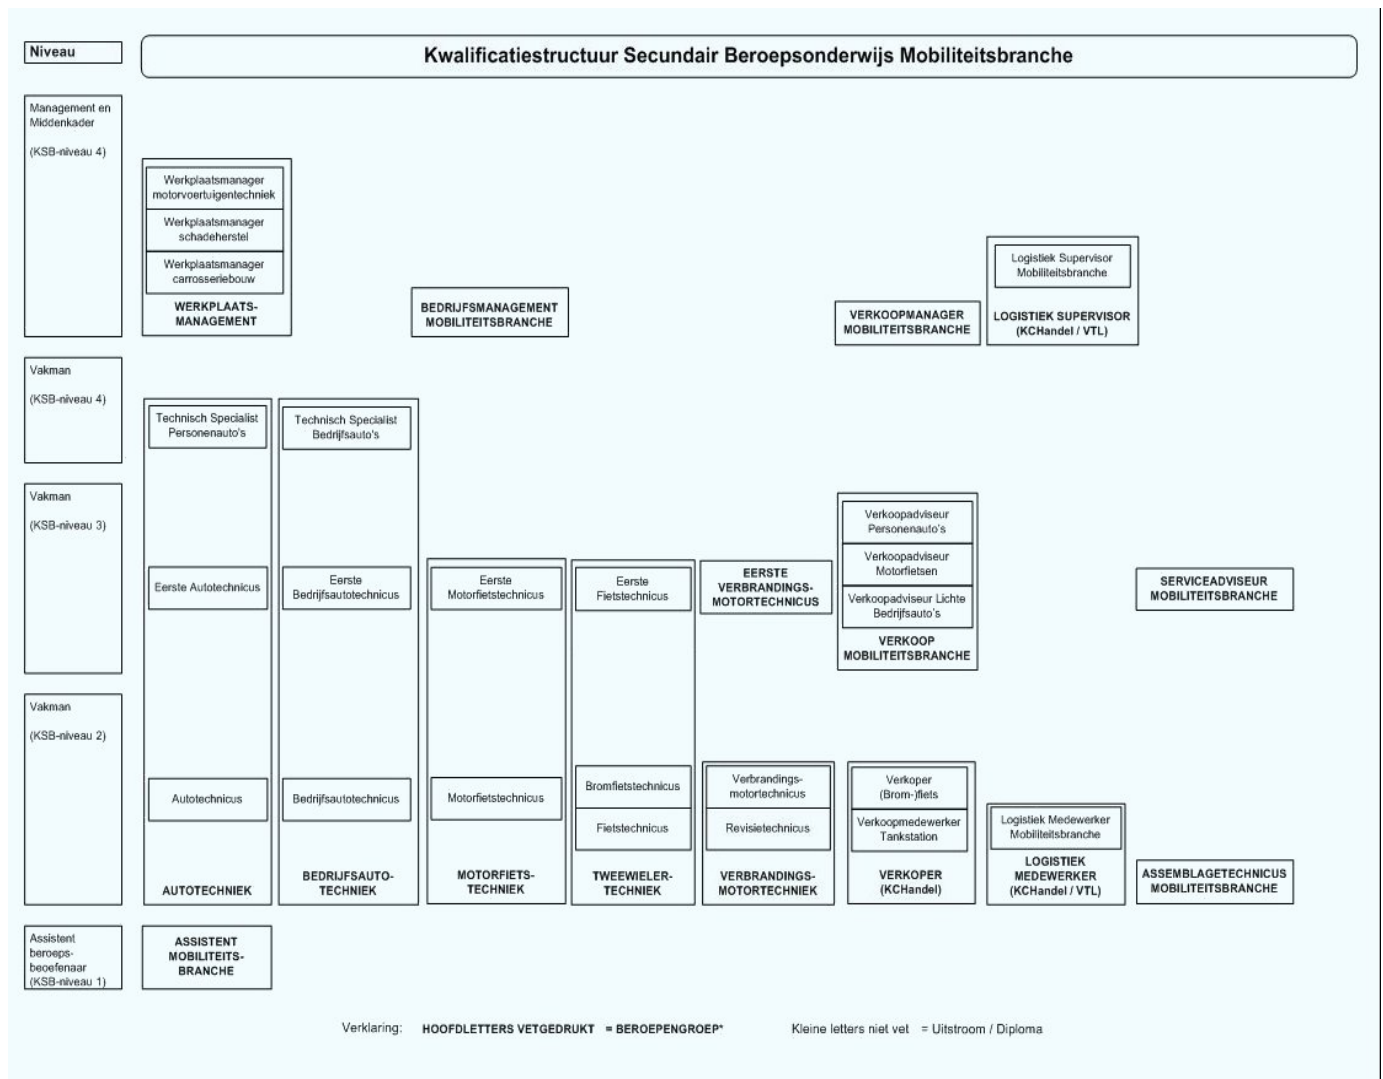 Niveau
Kwalificatiestructuur Secundair Beroepsonderwijs Mobiliteitsbranche
Management en
Middenkader
(KSB-niveau 4)
Werkplaatsmanager
motorvoertuigentechniek
Werkplaatsmanager
schadeherstel
Werkplaatsmanager
carrosseriebouw
WERKPLAATS-
MANAGEMENT
BEDRIJFSMANAGEMENT
MOBILITEITSBRANCHE
VERKOOPMANAGER
MOBILITEITSBRANCHE
Logistiek Supervisor
Mobiliteitsbranche
LOGISTIEK SUPERVISOR
(KCHandel / VTL)
Vakman
(KSB-niveau 4)
Technisch Specialist
Personenauto's
Technisch Specialist
Bedrijfsauto's
Vakman
(KSB-niveau 3)
Eerste Autotechnicus
Eerste
Bedrijfsautotechnicus
Eerste
Motorfietstechnicus
Eerste
Fietstechnicus
EERSTE
VERBRANDINGS-
MOTORTECHNICUS
Verkoopadviseur
Personenauto's
Verkoopadviseur
Motorfietsen
Verkoopadviseur Lichte
Bedrijfsauto's
VERKOOP
MOBILITEITSBRANCHE
SERVICEADVISEUR
MOBILITEITSBRANCHE
Vakman
(KSB-niveau 2)
Autotechnicus
AUTOTECHNIEK
Bedrijfsautotechnicus
BEDRIJFSAUTO-
TECHNIEK
Motorfietstechnicus
MOTORFIETS-
TECHNIEK
Bromfietstechnicus
Fietstechnicus
TWEEWIELER-
TECHNIEK
Verbrandings-
motortechnicus
Revisietechnicus
VERBRANDINGS-
MOTORTECHNIEK
Verkoper
(Brom-)fiets
Verkoopmedewerker
Tankstation
VERKOPER
(KCHandel)
Logistiek Medewerker
Mobiliteitsbranche
LOGISTIEK
MEDEWERKER
(KCHandel / VTL)
ASSEMBLAGETECHNICUS
MOBILITEITSBRANCHE
Assistent
beroeps-
beoefenaar
(KSB-niveau 1)
ASSISTENT
MOBILITEITS-
BRANCHE
Verklaring: HOOFDLETTERS VETGEDRUKT = BEROEPENGROEP* Kleine letters niet vet = Uitstroom / Diploma